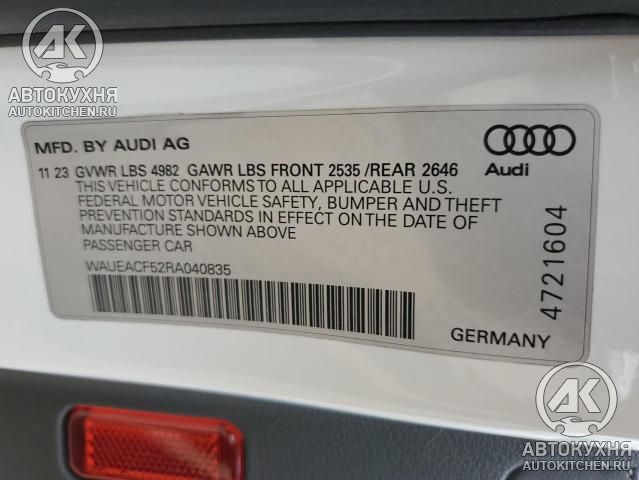 AK
АВТОКУХНЯ
AUTOKITCHEN.RU
MFD. BY AUDI AG
11 23 GVWR LBS 4982 GAWR LBS FRONT 2535 /REAR 2646
THIS VEHICLE CONFORMS TO ALL APPLICABLE U.S.
FEDERAL MOTOR VEHICLE SAFETY, BUMPER AND THEFT
PREVENTION STANDARDS IN EFFECT ON THE DATE OF
MANUFACTURE SHOWN ABOVE
PASSENGER CAR
WAUEACF52RA040835
Audi
4721604
GERMANY
AK
АВТОКУХНЯ
AUTOKITCHEN.RU